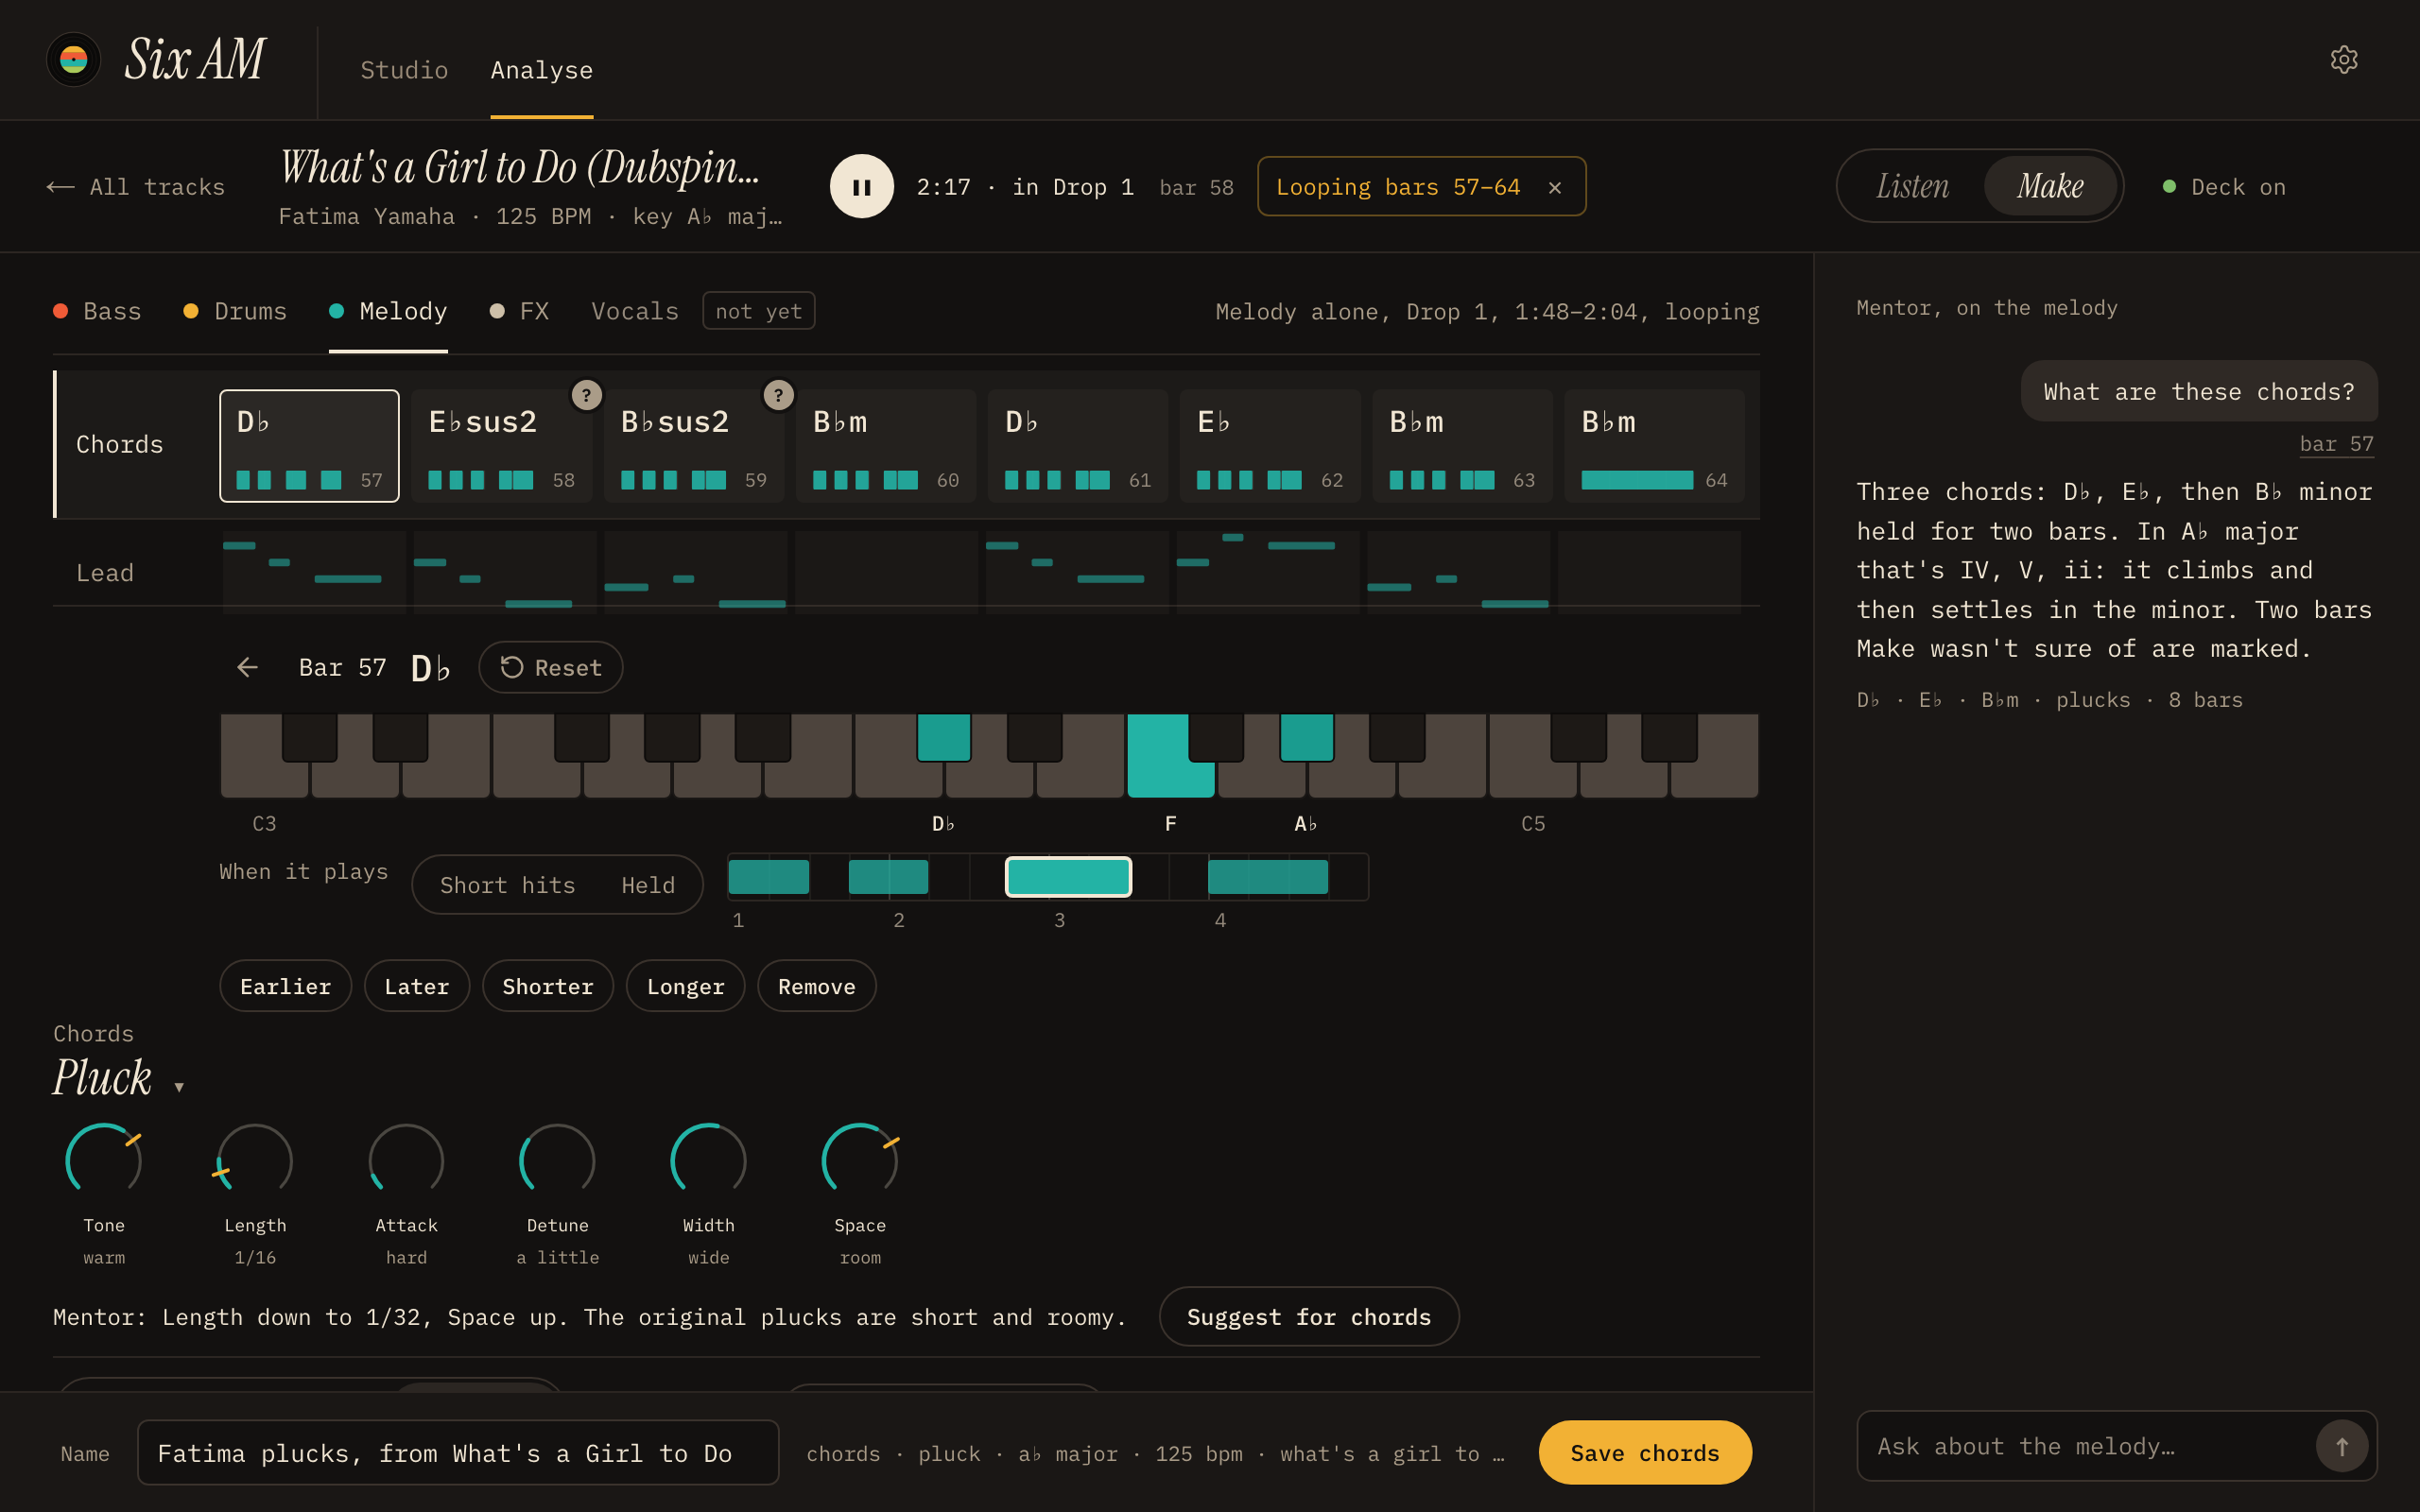 Six AM
Studio
Analyse
← All tracks
What's a Girl to Do (Dubspin…
Fatima Yamaha · 125 BPM · key A♭ maj…
2:17 · in Drop 1
bar 58
Looping bars 57–64 ×
Listen
Make
Deck on
Bass
Drums
Melody
FX
Vocals
not yet
Melody alone, Drop 1, 1:48–2:04, looping
Chords
D♭
57
E♭sus2
?
58
B♭sus2
?
59
B♭m
60
D♭
61
E♭
62
B♭m
63
B♭m
64
Lead
← Bar 57 D♭
Reset
C3
D♭
F
A♭
C5
When it plays
Short hits
Held
1
2
3
4
Earlier
Later
Shorter
Longer
Remove
Chords
Pluck ▾
Tone
warm
Length
1/16
Attack
hard
Detune
a little
Width
wide
Space
room
Mentor: Length down to 1/32, Space up. The original plucks are short and roomy.
Suggest for chords
Name
Fatima plucks, from What's a Girl to Do
chords · pluck · a♭ major · 125 bpm · what's a girl to …
Save chords
Mentor, on the melody
What are these chords?
bar 57
Three chords: D♭, E♭, then B♭ minor
held for two bars. In A♭ major
that's IV, V, ii: it climbs and
then settles in the minor. Two bars
Make wasn't sure of are marked.
D♭ · E♭ · B♭m · plucks · 8 bars
Ask about the melody…
↑